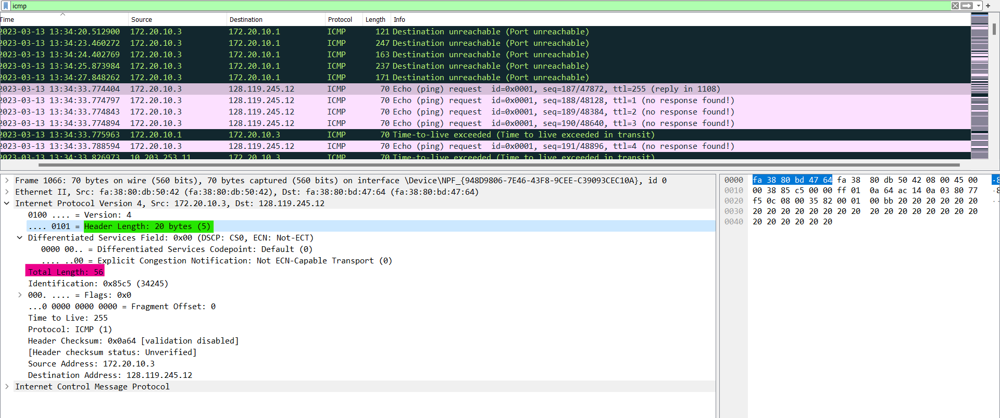 icmp
Time Source Destination Protocol Length Info
2023-03-13 13:34:20.512900 172.20.10.3 172.20.10.1 ICMP 121 Destination unreachable (Port unreachable)
2023-03-13 13:34:23.460272 172.20.10.3 172.20.10.1 ICMP 247 Destination unreachable (Port unreachable)
2023-03-13 13:34:24.402769 172.20.10.3 172.20.10.1 ICMP 163 Destination unreachable (Port unreachable)
2023-03-13 13:34:25.873984 172.20.10.3 172.20.10.1 ICMP 237 Destination unreachable (Port unreachable)
2023-03-13 13:34:27.848262 172.20.10.3 172.20.10.1 ICMP 171 Destination unreachable (Port unreachable)
2023-03-13 13:34:33.774404 172.20.10.3 128.119.245.12 ICMP 70 Echo (ping) request id=0x0001, seq=187/47872, ttl=255 (reply in 1108)
2023-03-13 13:34:33.774797 172.20.10.3 128.119.245.12 ICMP 70 Echo (ping) request id=0x0001, seq=188/48128, ttl=1 (no response found!)
2023-03-13 13:34:33.774843 172.20.10.3 128.119.245.12 ICMP 70 Echo (ping) request id=0x0001, seq=189/48384, ttl=2 (no response found!)
2023-03-13 13:34:33.774894 172.20.10.3 128.119.245.12 ICMP 70 Echo (ping) request id=0x0001, seq=190/48640, ttl=3 (no response found!)
2023-03-13 13:34:33.775963 172.20.10.1 172.20.10.3 ICMP 70 Time-to-live exceeded (Time to live exceeded in transit)
2023-03-13 13:34:33.788594 172.20.10.3 128.119.245.12 ICMP 70 Echo (ping) request id=0x0001, seq=191/48896, ttl=4 (no response found!)
2023-03-13 13:34:33.826973 10.203.253.11 172.20.10.3 ICMP 70 Time-to-live exceeded (Time to live exceeded in transit)
Frame 1066: 70 bytes on wire (560 bits), 70 bytes captured (560 bits) on interface \Device\NPF_{948D9806-7E46-43F8-9CEE-C39093CEC10A}, id 0
Ethernet II, Src: fa:38:80:db:50:42 (fa:38:80:db:50:42), Dst: fa:38:80:bd:47:64 (fa:38:80:bd:47:64)
Internet Protocol Version 4, Src: 172.20.10.3, Dst: 128.119.245.12
0100 .... = Version: 4
.... 0101 = Header Length: 20 bytes (5)
Differentiated Services Field: 0x00 (DSCP: CS0, ECN: Not-ECT)
0000 00.. = Differentiated Services Codepoint: Default (0)
.... ..00 = Explicit Congestion Notification: Not ECN-Capable Transport (0)
Total Length: 56
Identification: 0x85c5 (34245)
000. .... = Flags: 0x0
...0 0000 0000 0000 = Fragment Offset: 0
Time to Live: 255
Protocol: ICMP (1)
Header Checksum: 0x0a64 [validation disabled]
[Header checksum status: Unverified]
Source Address: 172.20.10.3
Destination Address: 128.119.245.12
Internet Control Message Protocol
0000 fa 38 80 bd 47 64 fa 38 80 db 50 42 08 00 45 00 ·8
0010 00 38 85 c5 00 00 ff 01 0a 64 ac 14 0a 03 80 77 ·8
0020 f5 0c 08 00 35 82 00 01 00 bb 20 20 20 20 20 20 ··
0030 20 20 20 20 20 20 20 20 20 20 20 20 20 20 20 20
0040 20 20 20 20 20 20